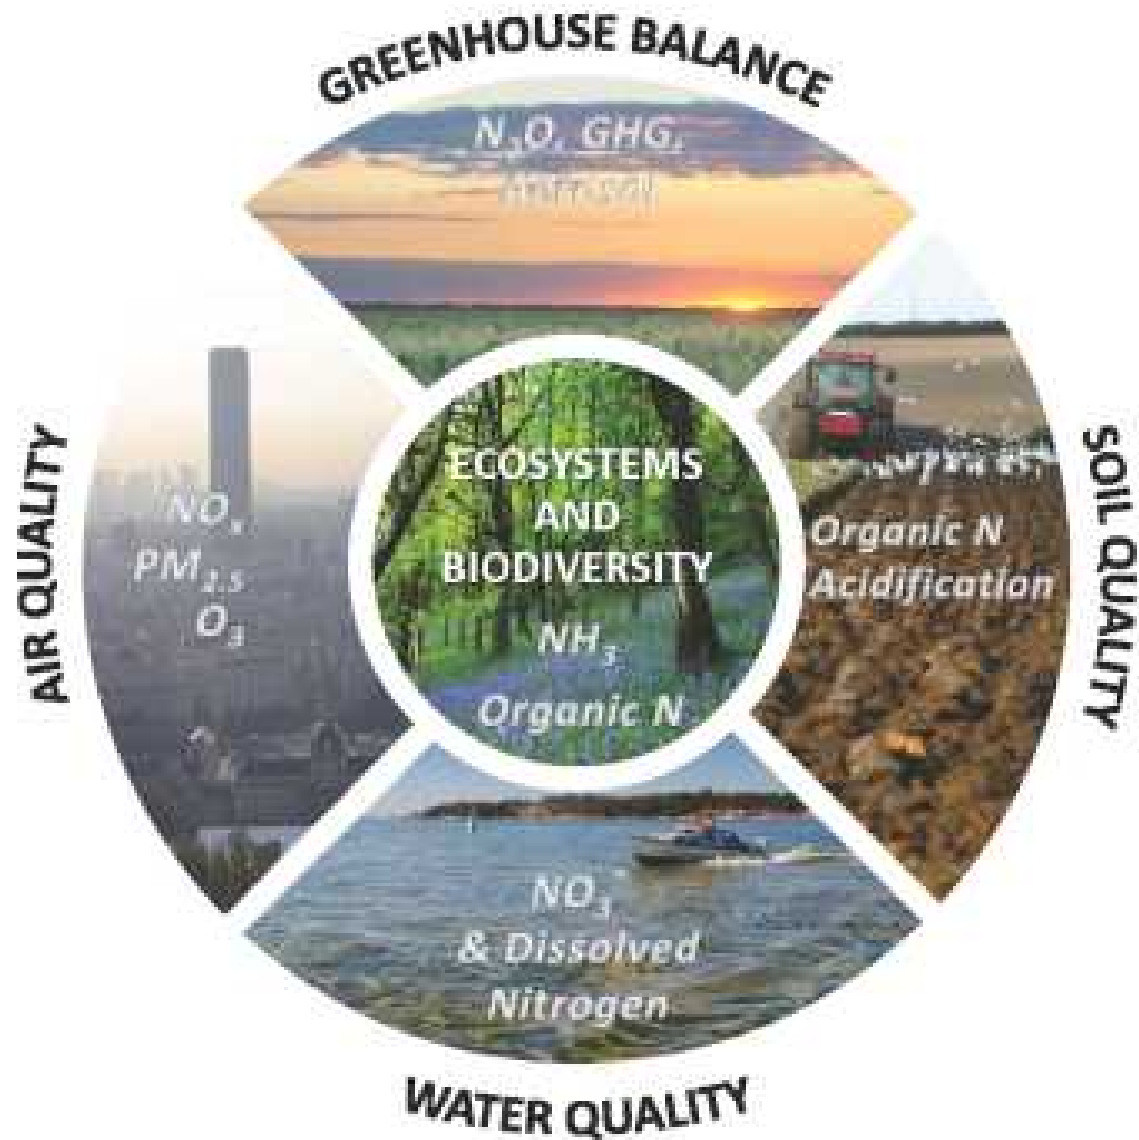 GREENHOUSE BALANCE
N₂O, GHG,
AIR QUALITY
NOₓ
PM₂.₅
O₃
ECOSYSTEMS
AND
BIODIVERSITY
NH₃
Organic N
SOIL QUALITY
Organic N
Acidification
NO₃⁻
& Dissolved
Nitrogen
WATER QUALITY